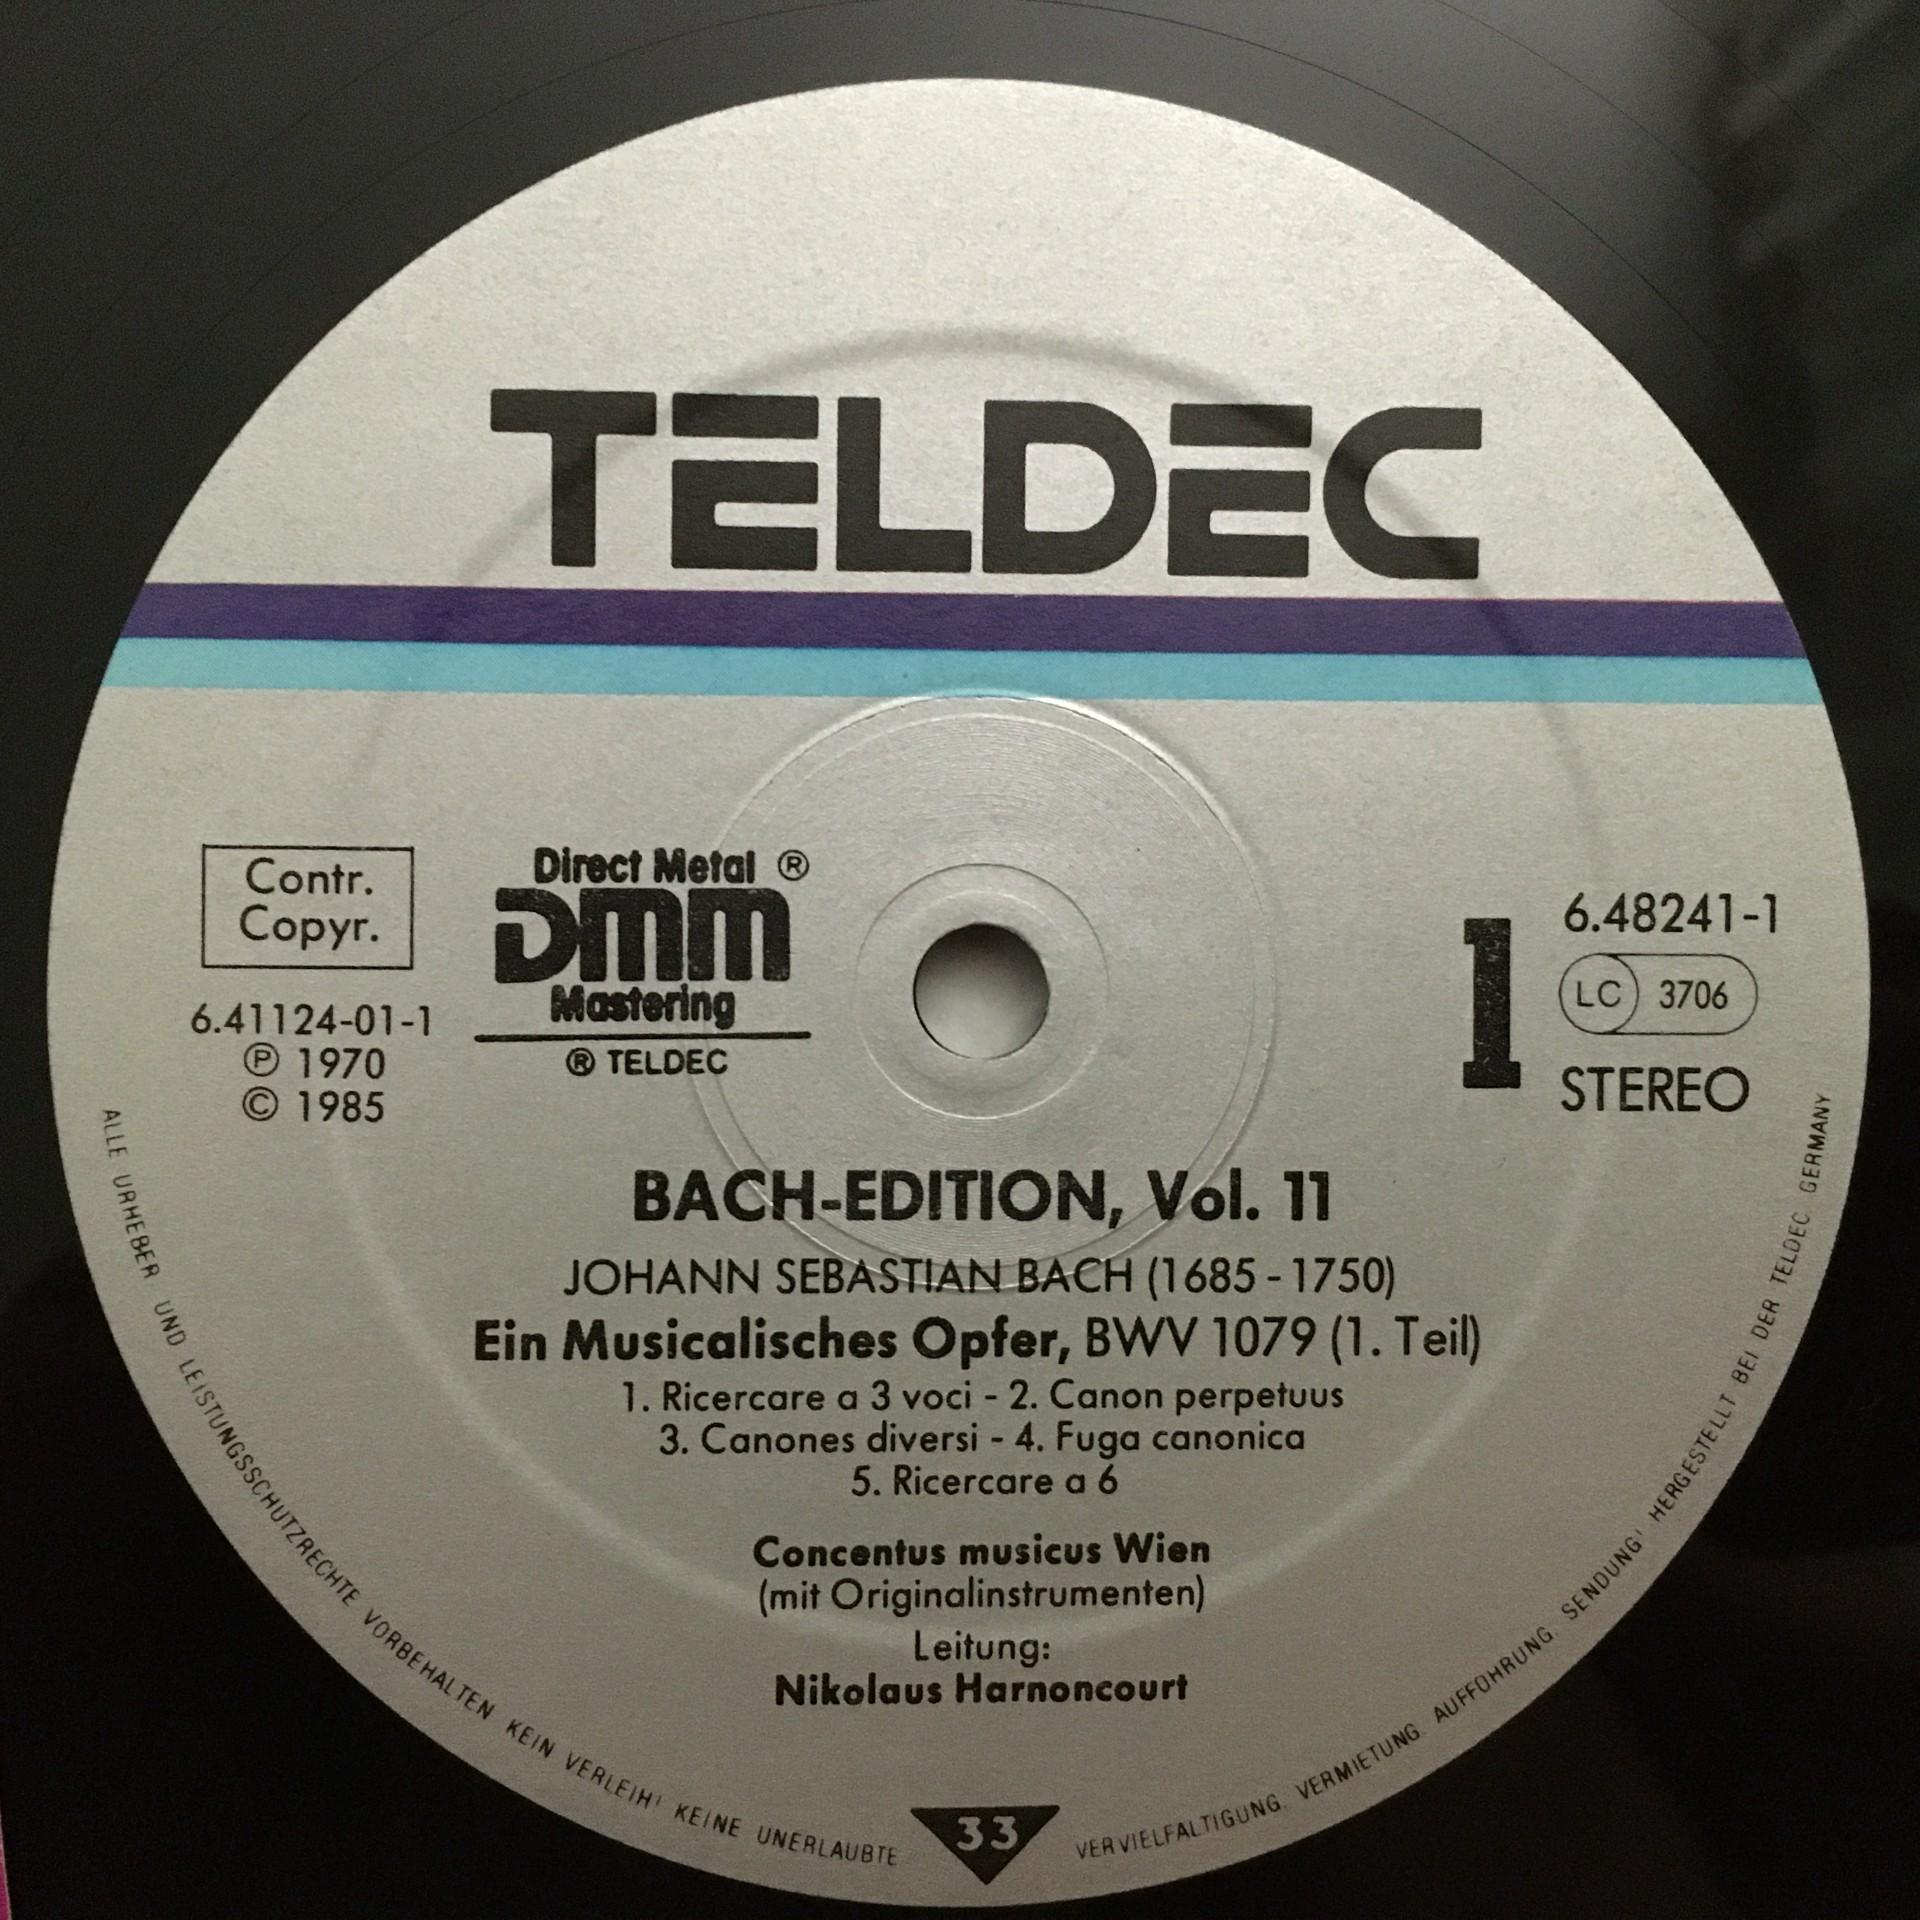 TELDEC
Contr.
Copyr.
6.41124-01-1
Ⓟ 1970
© 1985
Direct Metal ®
DMM
Mastering
® TELDEC
1
6.48241-1
LC 3706
STEREO
BACH-EDITION, Vol. 11
JOHANN SEBASTIAN BACH (1685 - 1750)
Ein Musicalisches Opfer, BWV 1079 (1. Teil)
1. Ricercare a 3 voci - 2. Canon perpetuus
3. Canones diversi - 4. Fuga canonica
5. Ricercare a 6
Concentus musicus Wien
(mit Originalinstrumenten)
Leitung:
Nikolaus Harnoncourt
33
ALLE URHEBER UND LEISTUNGSSCHUTZRECHTE VORBEHALTEN KEIN VERLEIH! KEINE UNERLAUBTE VERVIELFALTIGUNG. VERMIETUNG. AUFFOHRUNG. SENDUNG! HERGESTELLT BEI DER TELDEC GERMANY